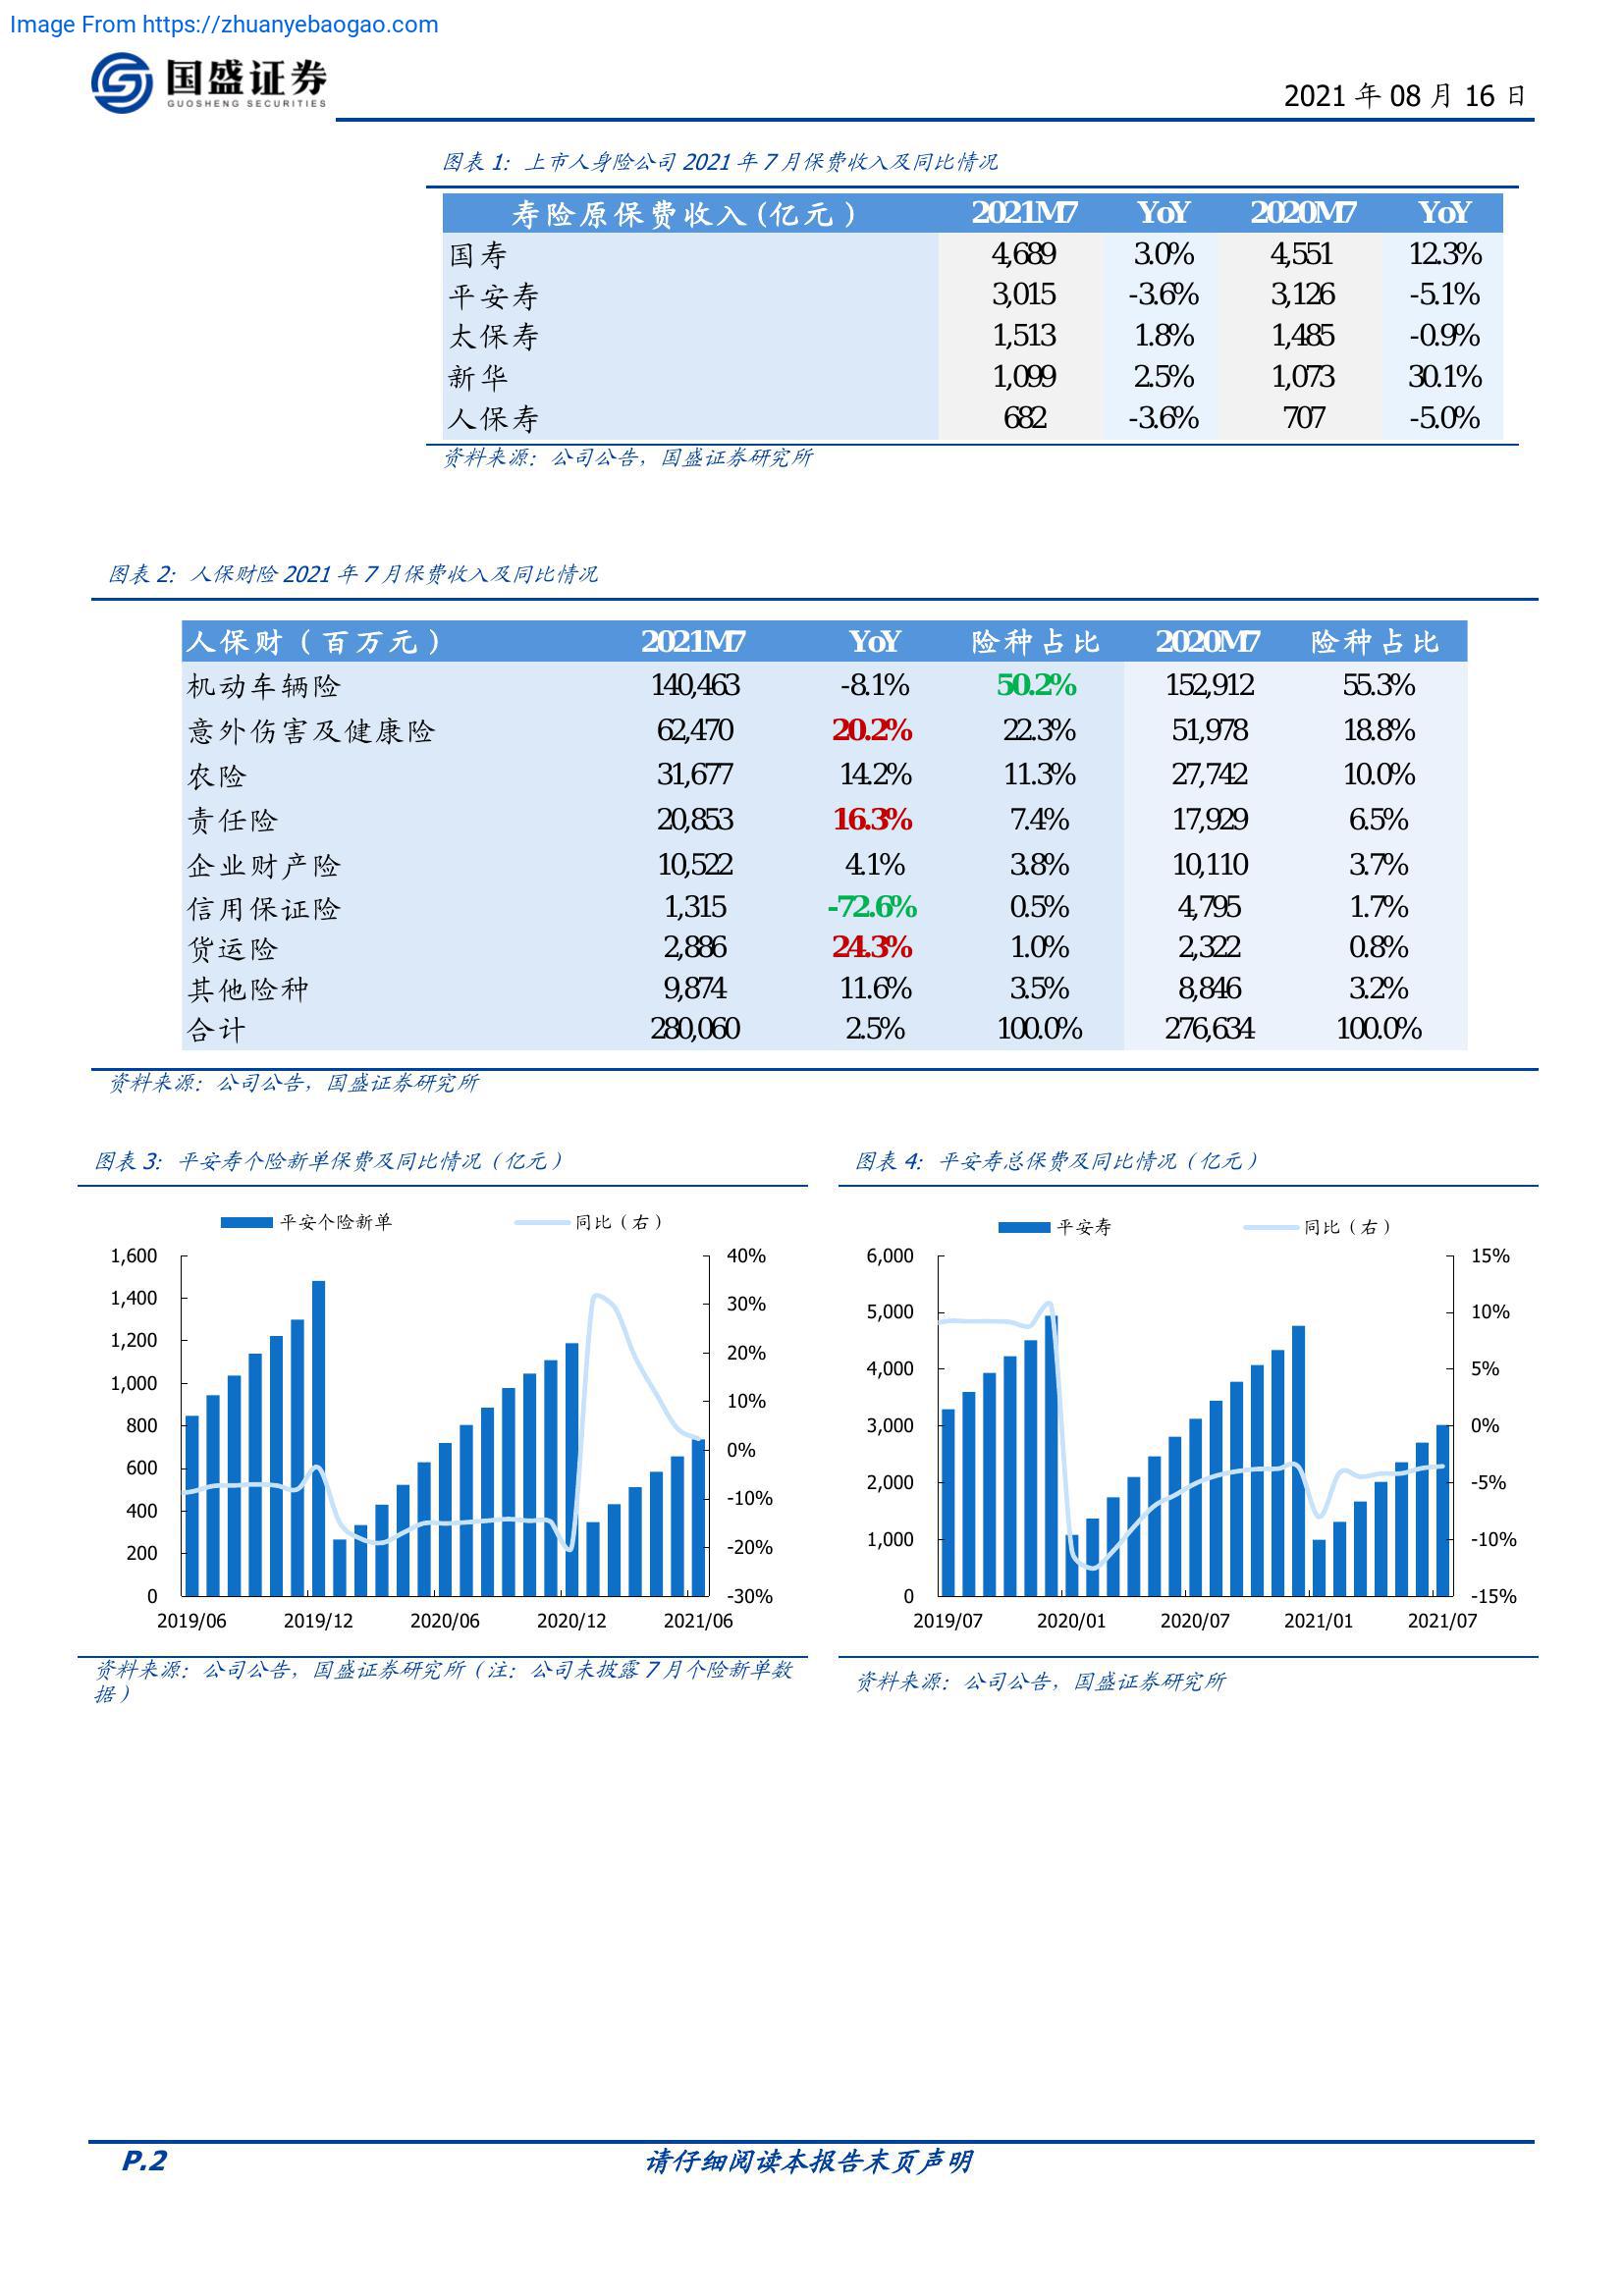 Image From https://zhuanyebaogao.com
国盛证券
GUOSHENG SECURITIES
2021 年 08 月 16 日
图表 1：上市人身险公司 2021 年 7 月保费收入及同比情况
寿险原保费收入(亿元) 2021M7 YoY 2020M7 YoY
国寿 4,689 3.0% 4,551 12.3%
平安寿 3,015 -3.6% 3,126 -5.1%
太保寿 1,513 1.8% 1,485 -0.9%
新华 1,099 2.5% 1,073 30.1%
人保寿 682 -3.6% 707 -5.0%
资料来源：公司公告，国盛证券研究所
图表 2：人保财险 2021 年 7 月保费收入及同比情况
人保财（百万元） 2021M7 YoY 险种占比 2020M7 险种占比
机动车辆险 140,463 -8.1% 50.2% 152,912 55.3%
意外伤害及健康险 62,470 20.2% 22.3% 51,978 18.8%
农险 31,677 14.2% 11.3% 27,742 10.0%
责任险 20,853 16.3% 7.4% 17,929 6.5%
企业财产险 10,522 4.1% 3.8% 10,110 3.7%
信用保证险 1,315 -72.6% 0.5% 4,795 1.7%
货运险 2,886 24.3% 1.0% 2,322 0.8%
其他险种 9,874 11.6% 3.5% 8,846 3.2%
合计 280,060 2.5% 100.0% 276,634 100.0%
资料来源：公司公告，国盛证券研究所
图表 3：平安寿个险新单保费及同比情况（亿元）
平安个险新单 同比（右）
1,600 40%
1,400 30%
1,200 20%
1,000 10%
800 0%
600 -10%
400 -20%
200 -30%
0
2019/06 2019/12 2020/06 2020/12 2021/06
资料来源：公司公告，国盛证券研究所（注：公司未披露 7 月个险新单数
据）
图表 4：平安寿总保费及同比情况（亿元）
平安寿 同比（右）
6,000 15%
5,000 10%
4,000 5%
3,000 0%
2,000 -5%
1,000 -10%
0 -15%
2019/07 2020/01 2020/07 2021/01 2021/07
资料来源：公司公告，国盛证券研究所
P.2 请仔细阅读本报告末页声明